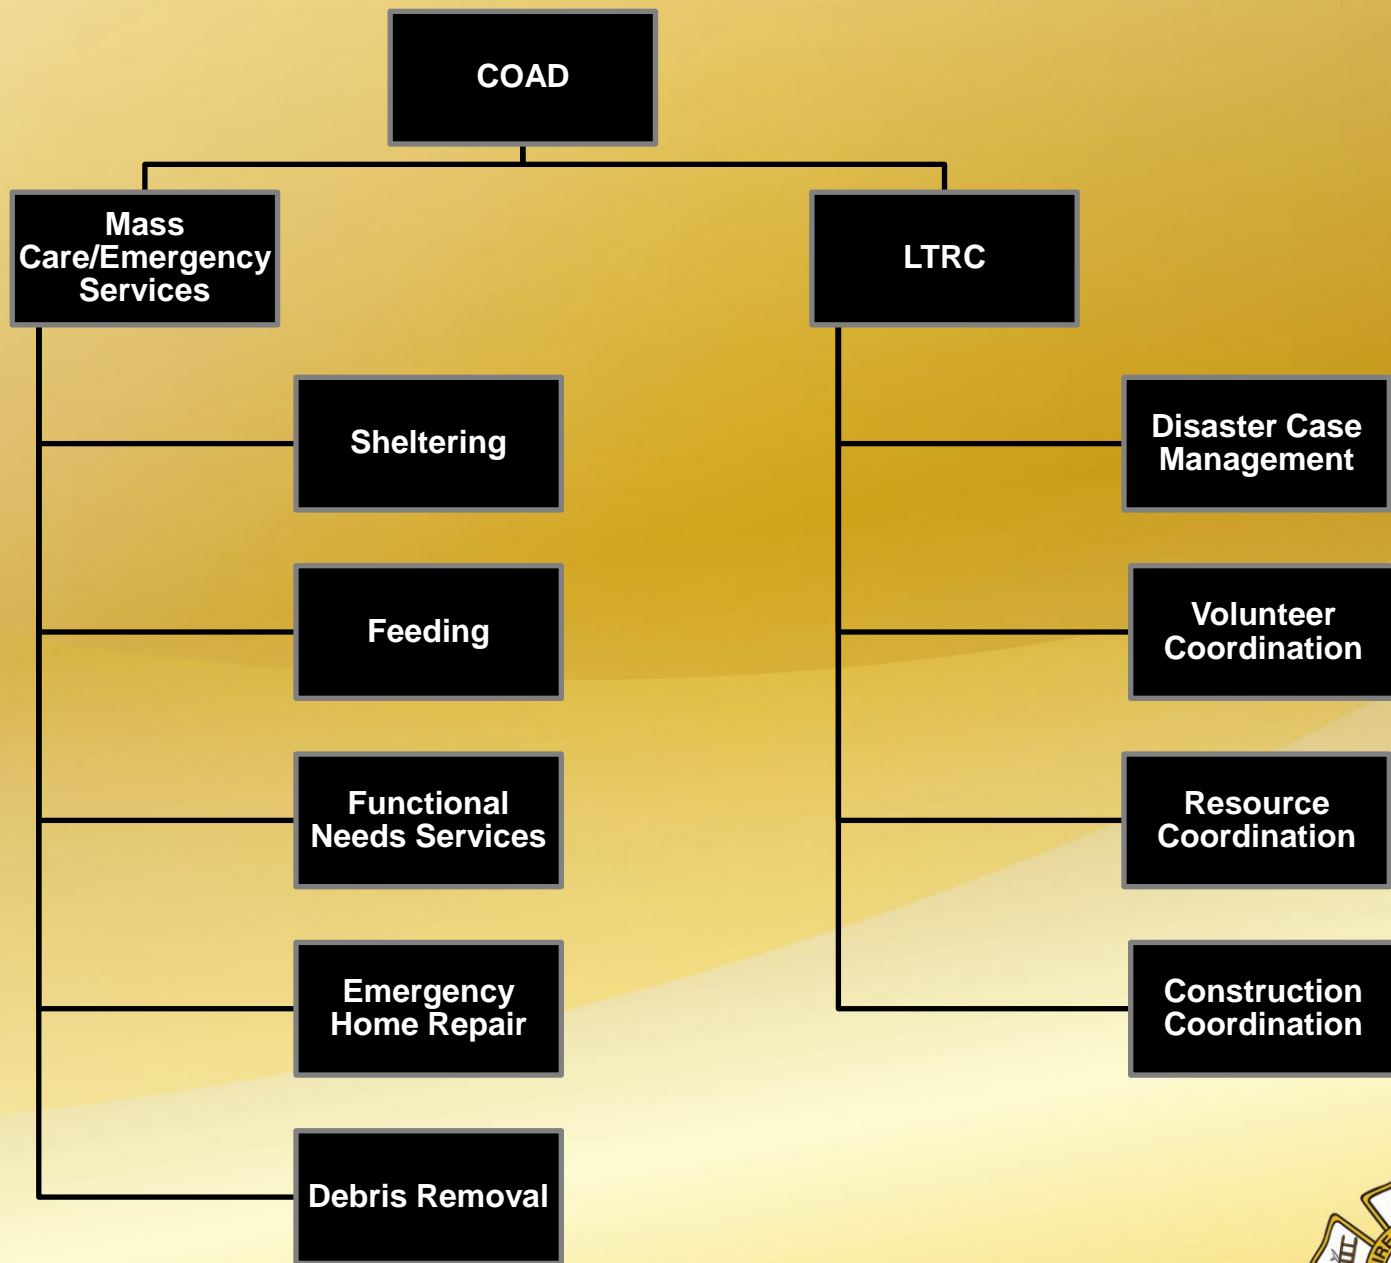 COAD
Mass
Care/Emergency
Services
LTRC
Sheltering
Feeding
Functional
Needs Services
Emergency
Home Repair
Debris Removal
Disaster Case
Management
Volunteer
Coordination
Resource
Coordination
Construction
Coordination